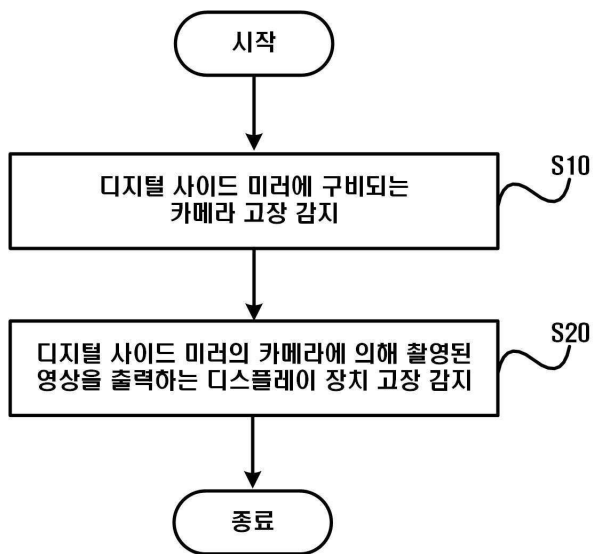 시작
디지털 사이드 미러에 구비되는
카메라 고장 감지
S10
디지털 사이드 미러의 카메라에 의해 촬영된
영상을 출력하는 디스플레이 장치 고장 감지
S20
종료